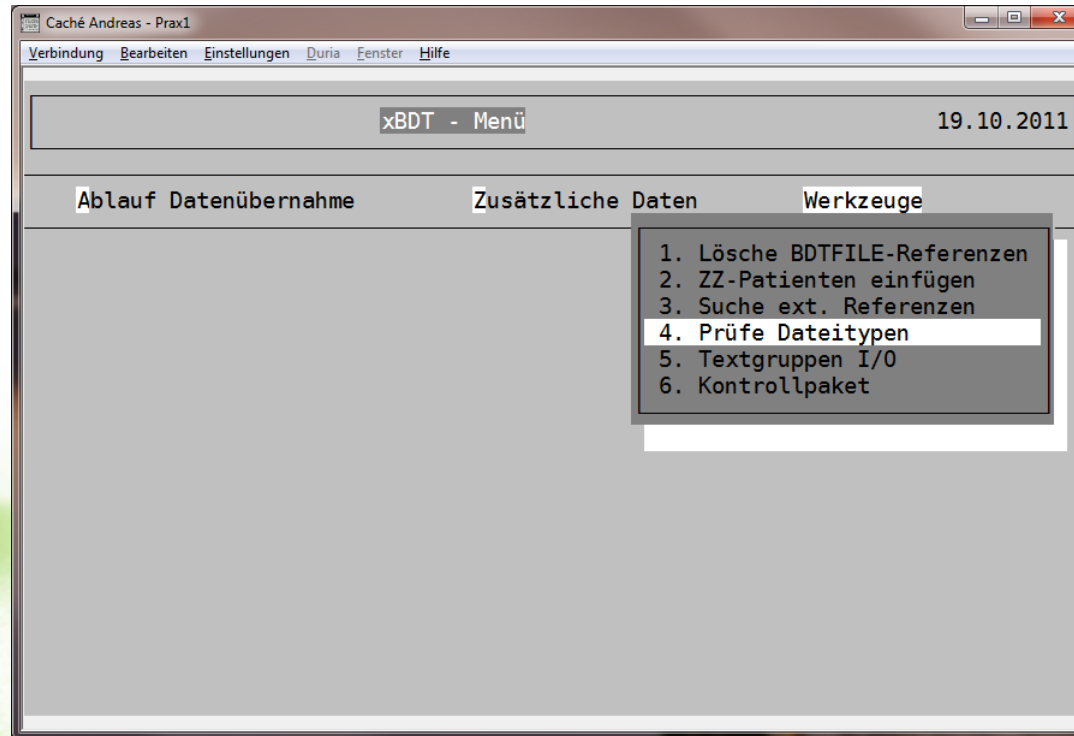 Caché Andreas - Prax1
Verbindung Bearbeiten Einstellungen Duria Fenster Hilfe
xBDT - Menü 19.10.2011
Ablauf Datenübernahme Zusätzliche Daten Werkzeuge
1. Lösche BDTFILE-Referenzen
2. ZZ-Patienten einfügen
3. Suche ext. Referenzen
4. Prüfe Dateitypen
5. Textgruppen I/O
6. Kontrollpaket